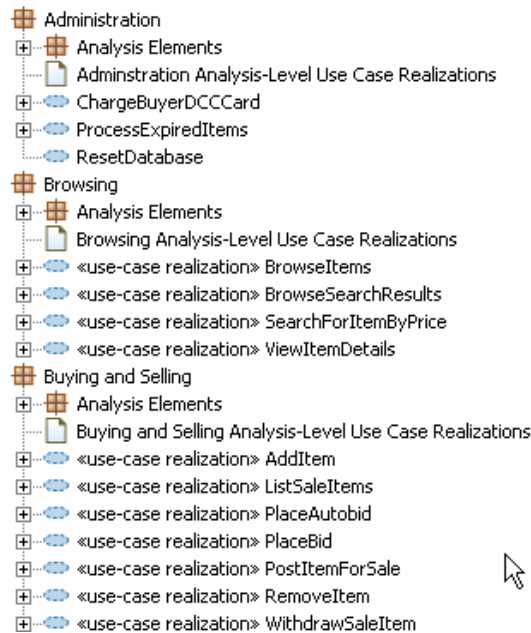 Administration
Analysis Elements
Adminstration Analysis-Level Use Case Realizations
ChargeBuyerDCCCard
ProcessExpiredItems
ResetDatabase
Browsing
Analysis Elements
Browsing Analysis-Level Use Case Realizations
«use-case realization» BrowseItems
«use-case realization» BrowseSearchResults
«use-case realization» SearchForItemByPrice
«use-case realization» ViewItemDetails
Buying and Selling
Analysis Elements
Buying and Selling Analysis-Level Use Case Realizations
«use-case realization» AddItem
«use-case realization» ListSaleItems
«use-case realization» PlaceAutobid
«use-case realization» PlaceBid
«use-case realization» PostItemForSale
«use-case realization» RemoveItem
«use-case realization» WithdrawSaleItem